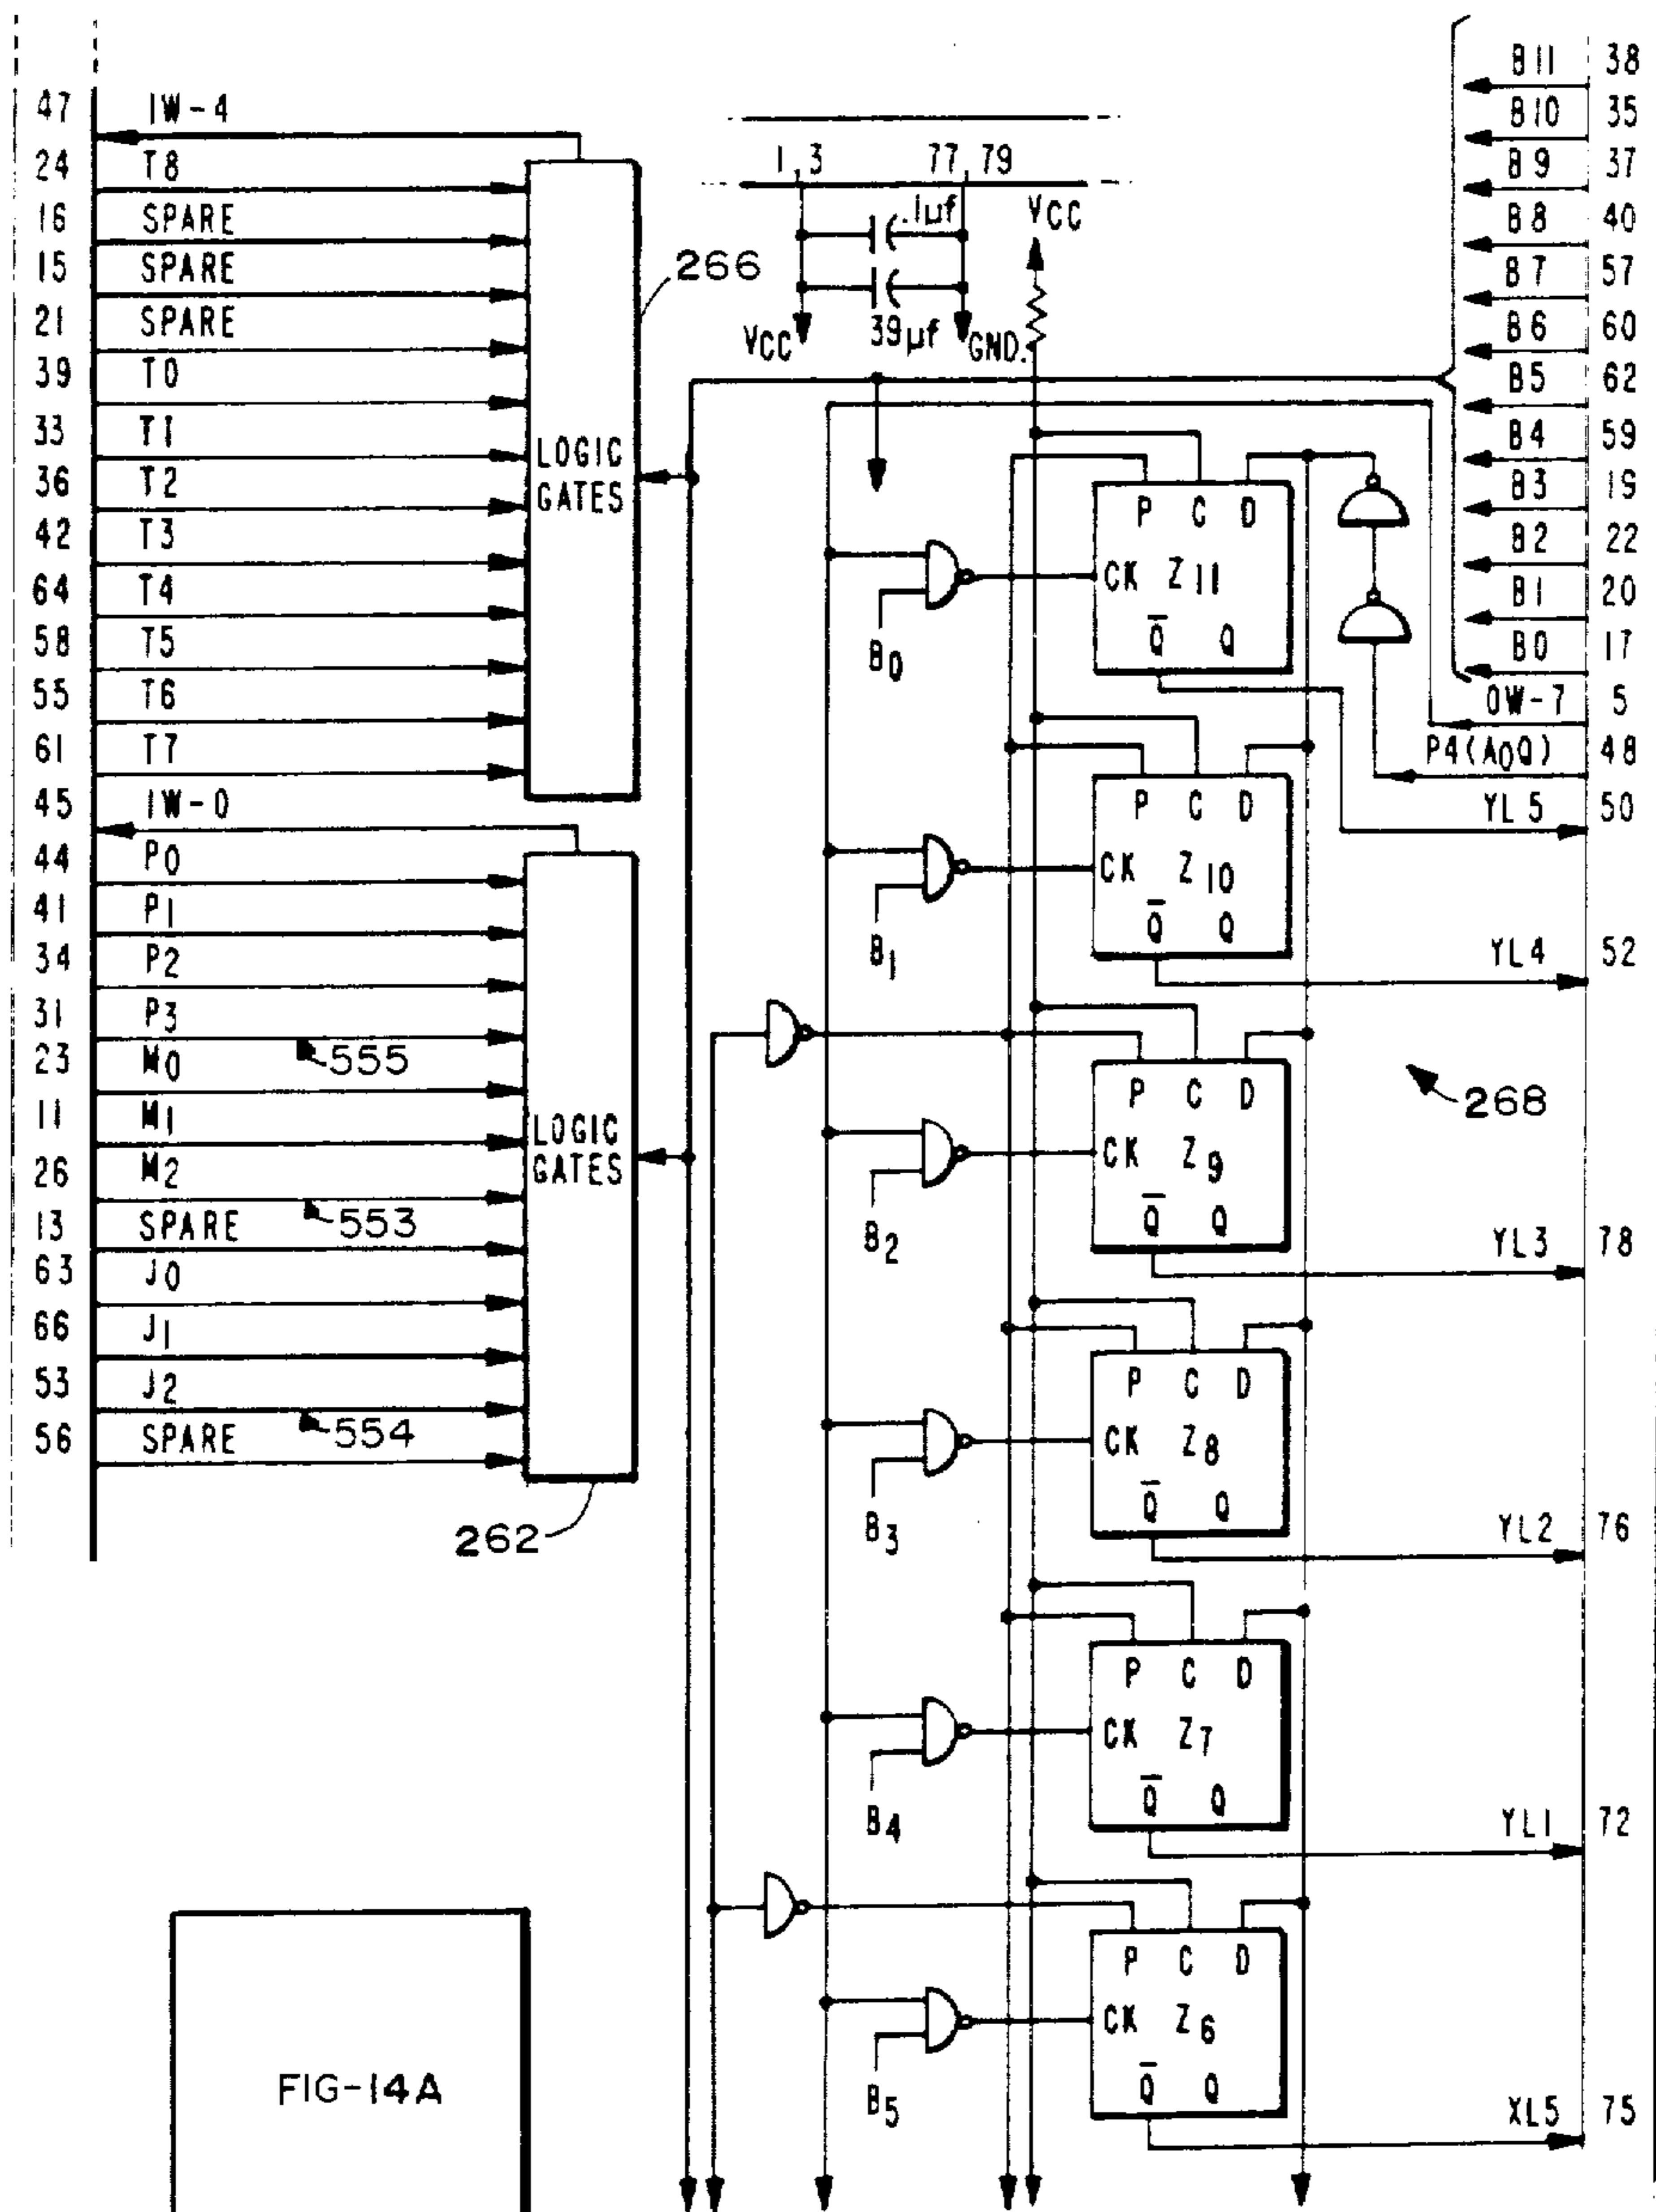 47 IW-4
24 T8
16 SPARE
15 SPARE
21 SPARE
39 T0
33 T1
36 T2
42 T3
64 T4
58 T5
55 T6
61 T7
45 IW-0
44 P0
41 P1
34 P2
31 P3
555
23 M0
11 M1
26 M2
553
13 SPARE
63 J0
66 J1
53 J2
554
56 SPARE
LOGIC
GATES
266
LOGIC
GATES
262
1,3 77,79
.1µf
VCC
39µf
VCC GND.
B11 38
B10 35
B9 37
B8 40
B7 57
B6 60
B5 62
B4 59
B3 19
B2 22
B1 20
B0 17
OW-7 5
P4(A0Q) 48
YL5 50
YL4 52
YL3 78
YL2 76
YL1 72
XL5 75
268
P C D
CK Z11
Q̅ Q
B0
P C D
CK Z10
Q̅ Q
B1
P C D
CK Z9
Q̅ Q
B2
P C D
CK Z8
Q̅ Q
B3
P C D
CK Z7
Q̅ Q
B4
P C D
CK Z6
Q̅ Q
B5
FIG-14A